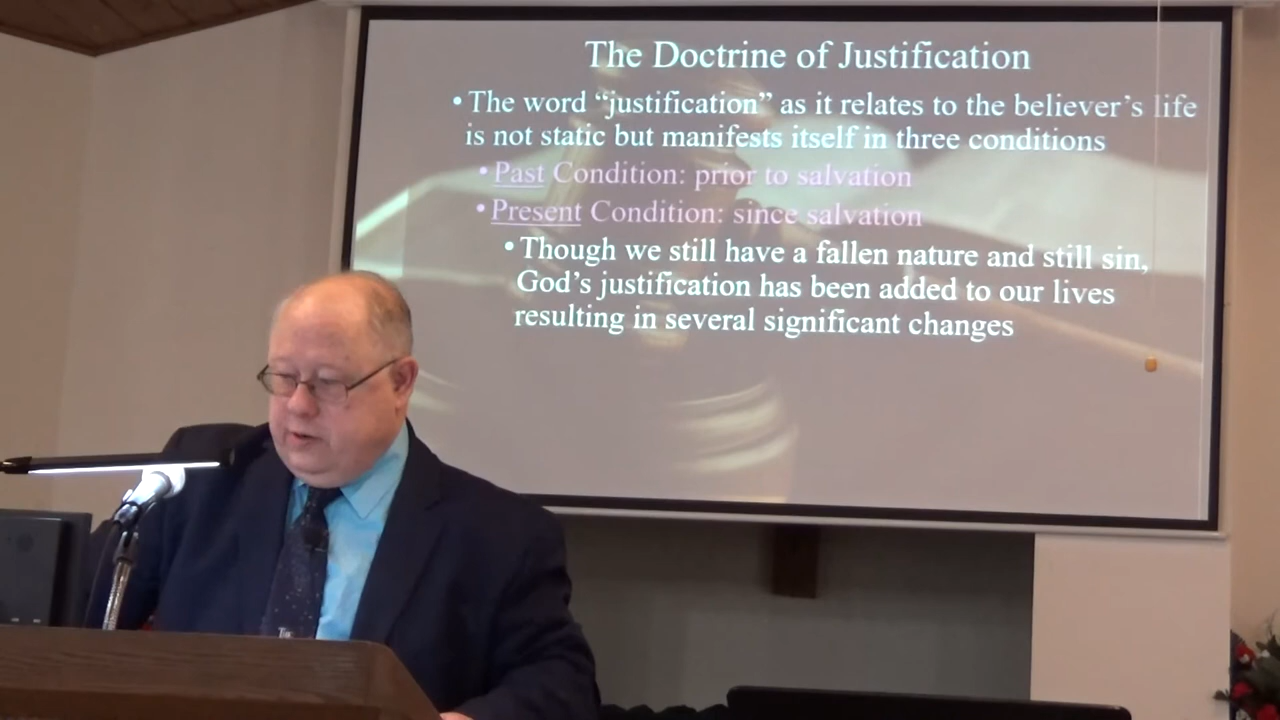 The Doctrine of Justification
• The word “justification” as it relates to the believer’s life
is not static but manifests itself in three conditions
• Past Condition: prior to salvation
• Present Condition: since salvation
• Though we still have a fallen nature and still sin,
God’s justification has been added to our lives
resulting in several significant changes
THE